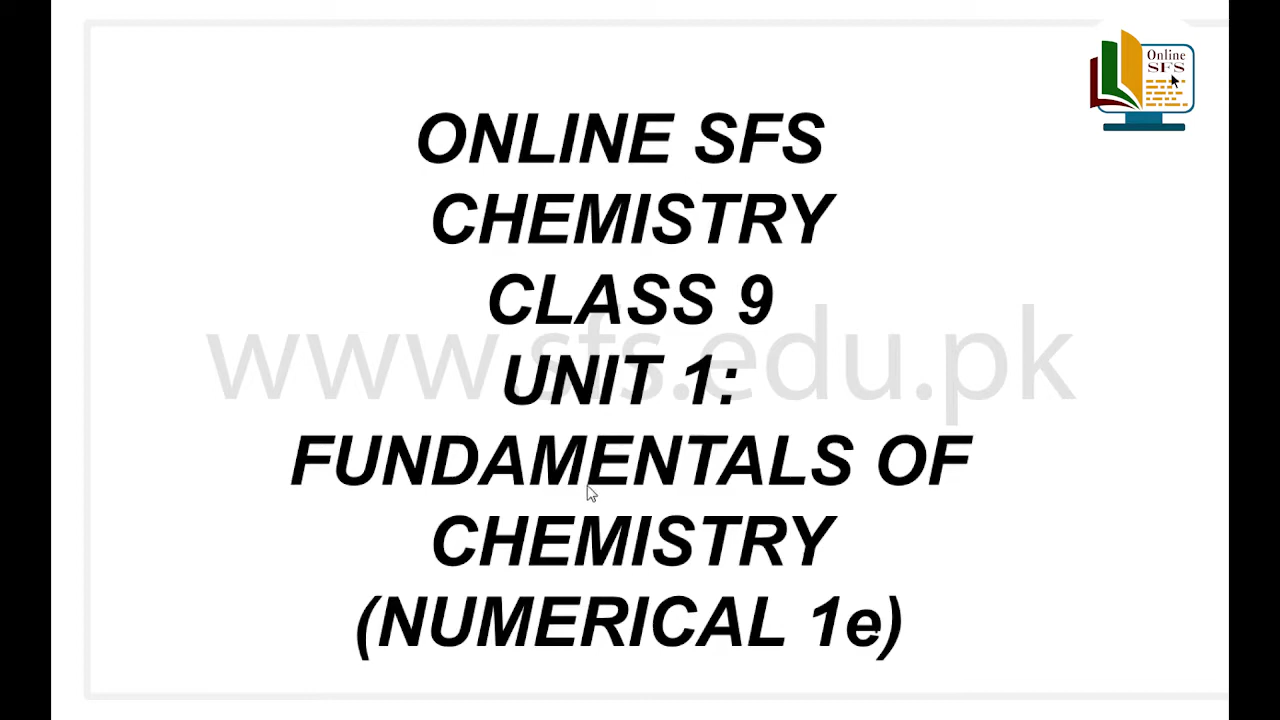 Online
SFS
ONLINE SFS
CHEMISTRY
CLASS 9
www.sfs.edu.pk
UNIT 1:
FUNDAMENTALS OF
CHEMISTRY
(NUMERICAL 1e)